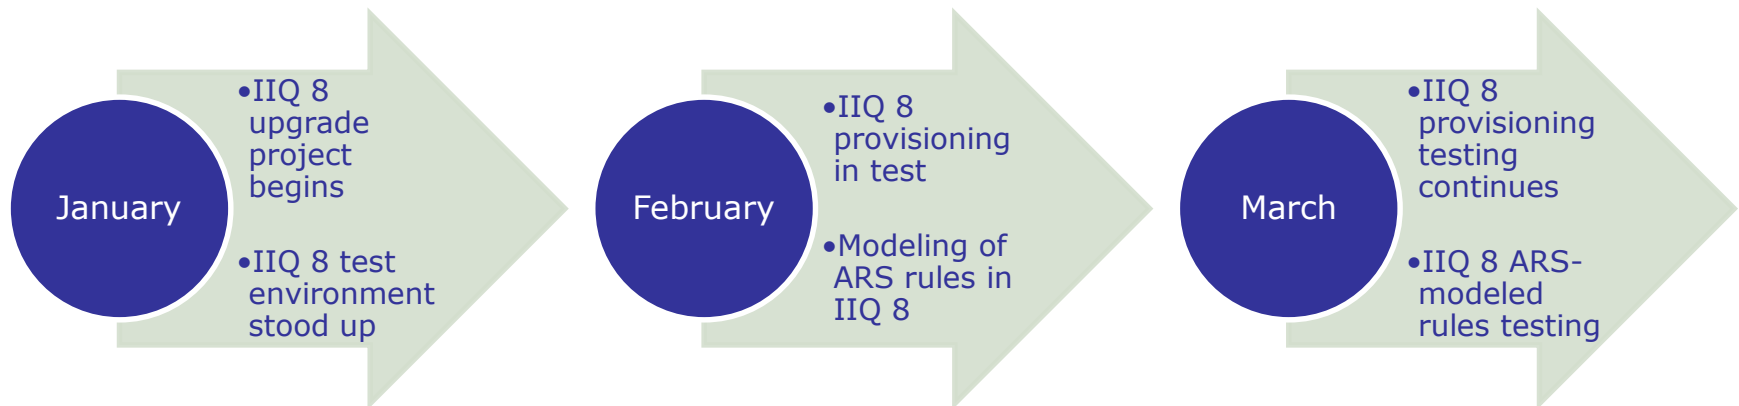 January
•IIQ 8
upgrade
project
begins
•IIQ 8 test
environment
stood up
February
•IIQ 8
provisioning
in test
•Modeling of
ARS rules in
IIQ 8
March
•IIQ 8
provisioning
testing
continues
•IIQ 8 ARS-
modeled
rules testing